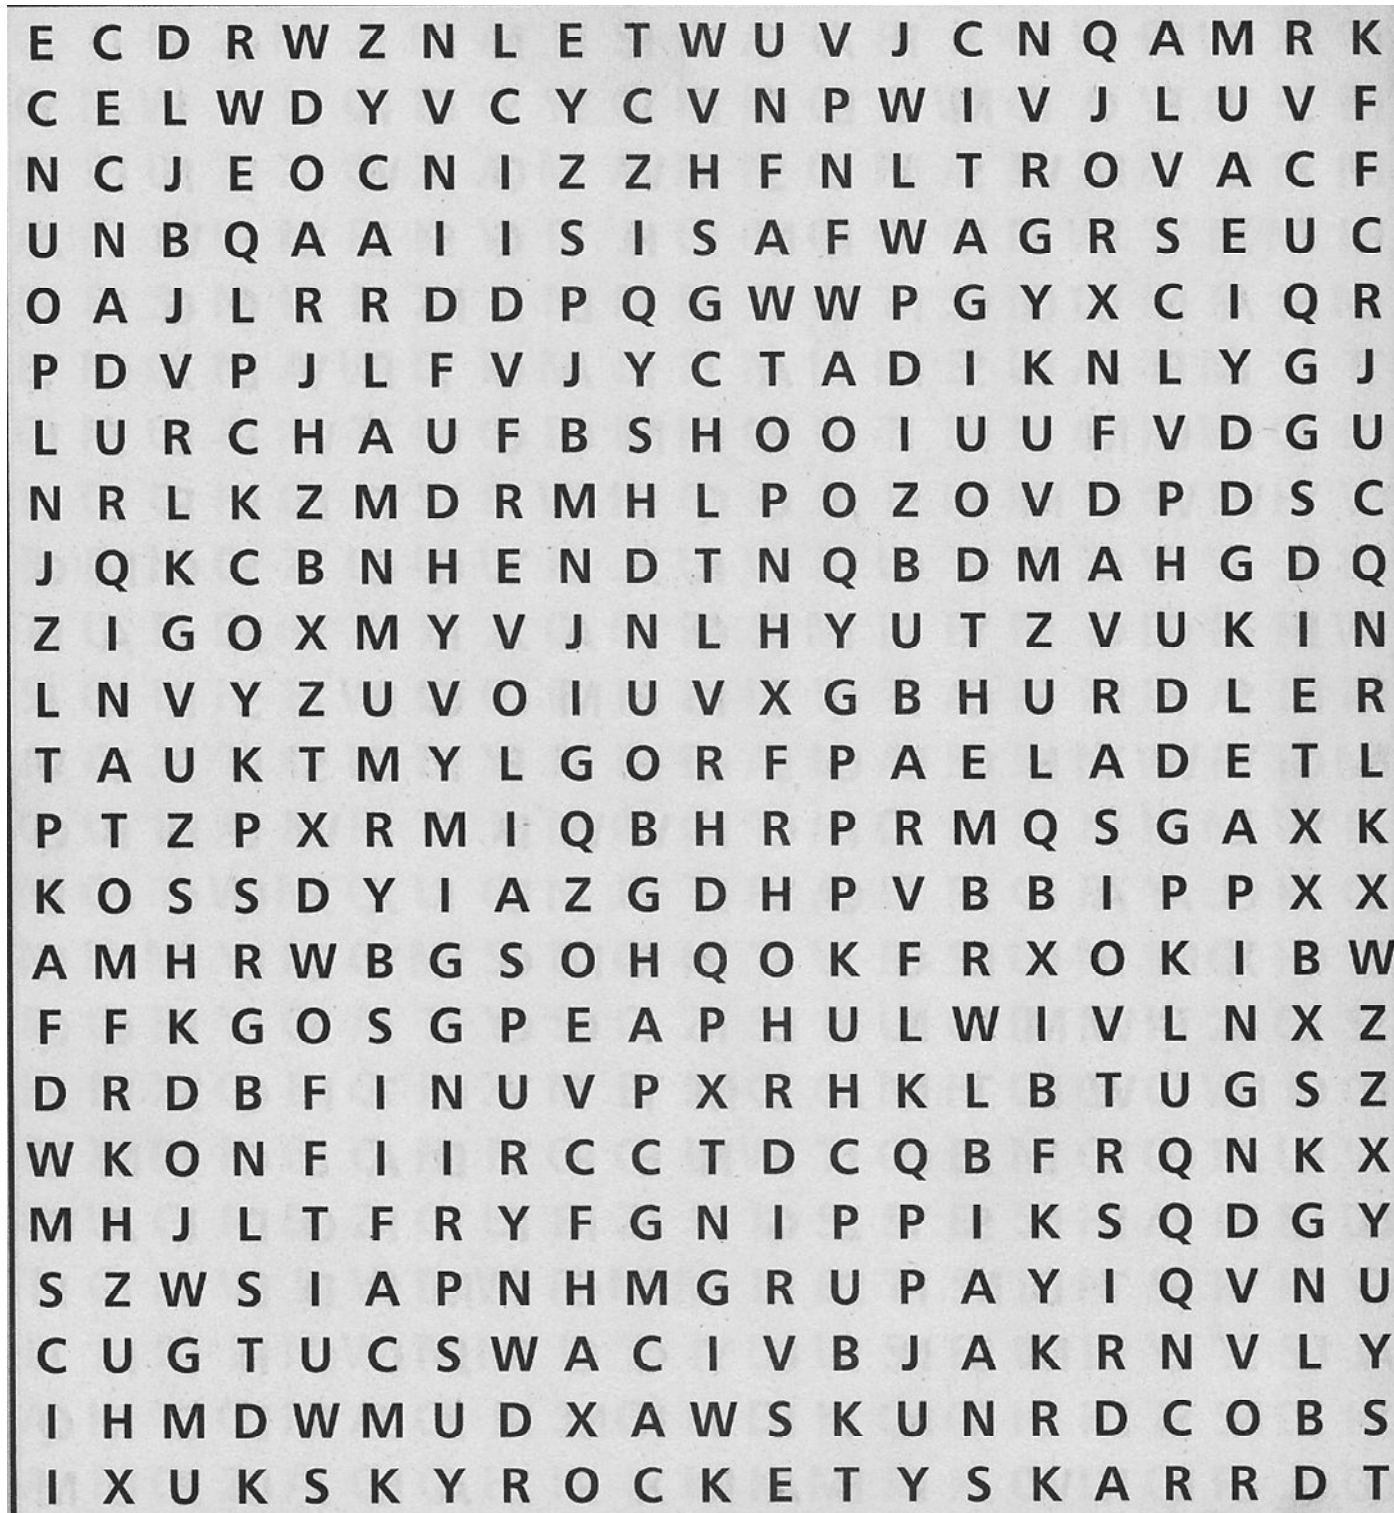 E C D R W Z N L E T W U V J C N Q A M R K
C E L W D Y V C Y C V N P W I V J L U V F
N C J E O C N I Z Z H F N L T R O V A C F
U N B Q A A I I S I S A F W A G R S E U C
O A J L R R D D P Q G W W P G Y X C I Q R
P D V P J L F V J Y C T A D I K N L Y G J
L U R C H A U F B S H O O I U U F V D G U
N R L K Z M D R M H L P O Z O V D P D S C
J Q K C B N H E N D T N Q B D M A H G D Q
Z I G O X M Y V J N L H Y U T Z V U K I N
L N V Y Z U V O I U V X G B H U R D L E R
T A U K T M Y L G O R F P A E L A D E T L
P T Z P X R M I Q B H R P R M Q S G A X K
K O S S D Y I A Z G D H P V B B I P P X X
A M H R W B G S O H Q O K F R X O K I B W
F F K G O S G P E A P H U L W I V L N X Z
D R D B F I N U V P X R H K L B T U G S Z
W K O N F I I R C C T D C Q B F R Q N K X
M H J L T F R Y F G N I P P I K S Q D G Y
S Z W S I A P N H M G R U P A Y I Q V N U
C U G T U C S W A C I V B J A K R N V L Y
I H M D W M U D X A W S K U N R D C O B S
I X U K S K Y R O C K E T Y S K A R R D T